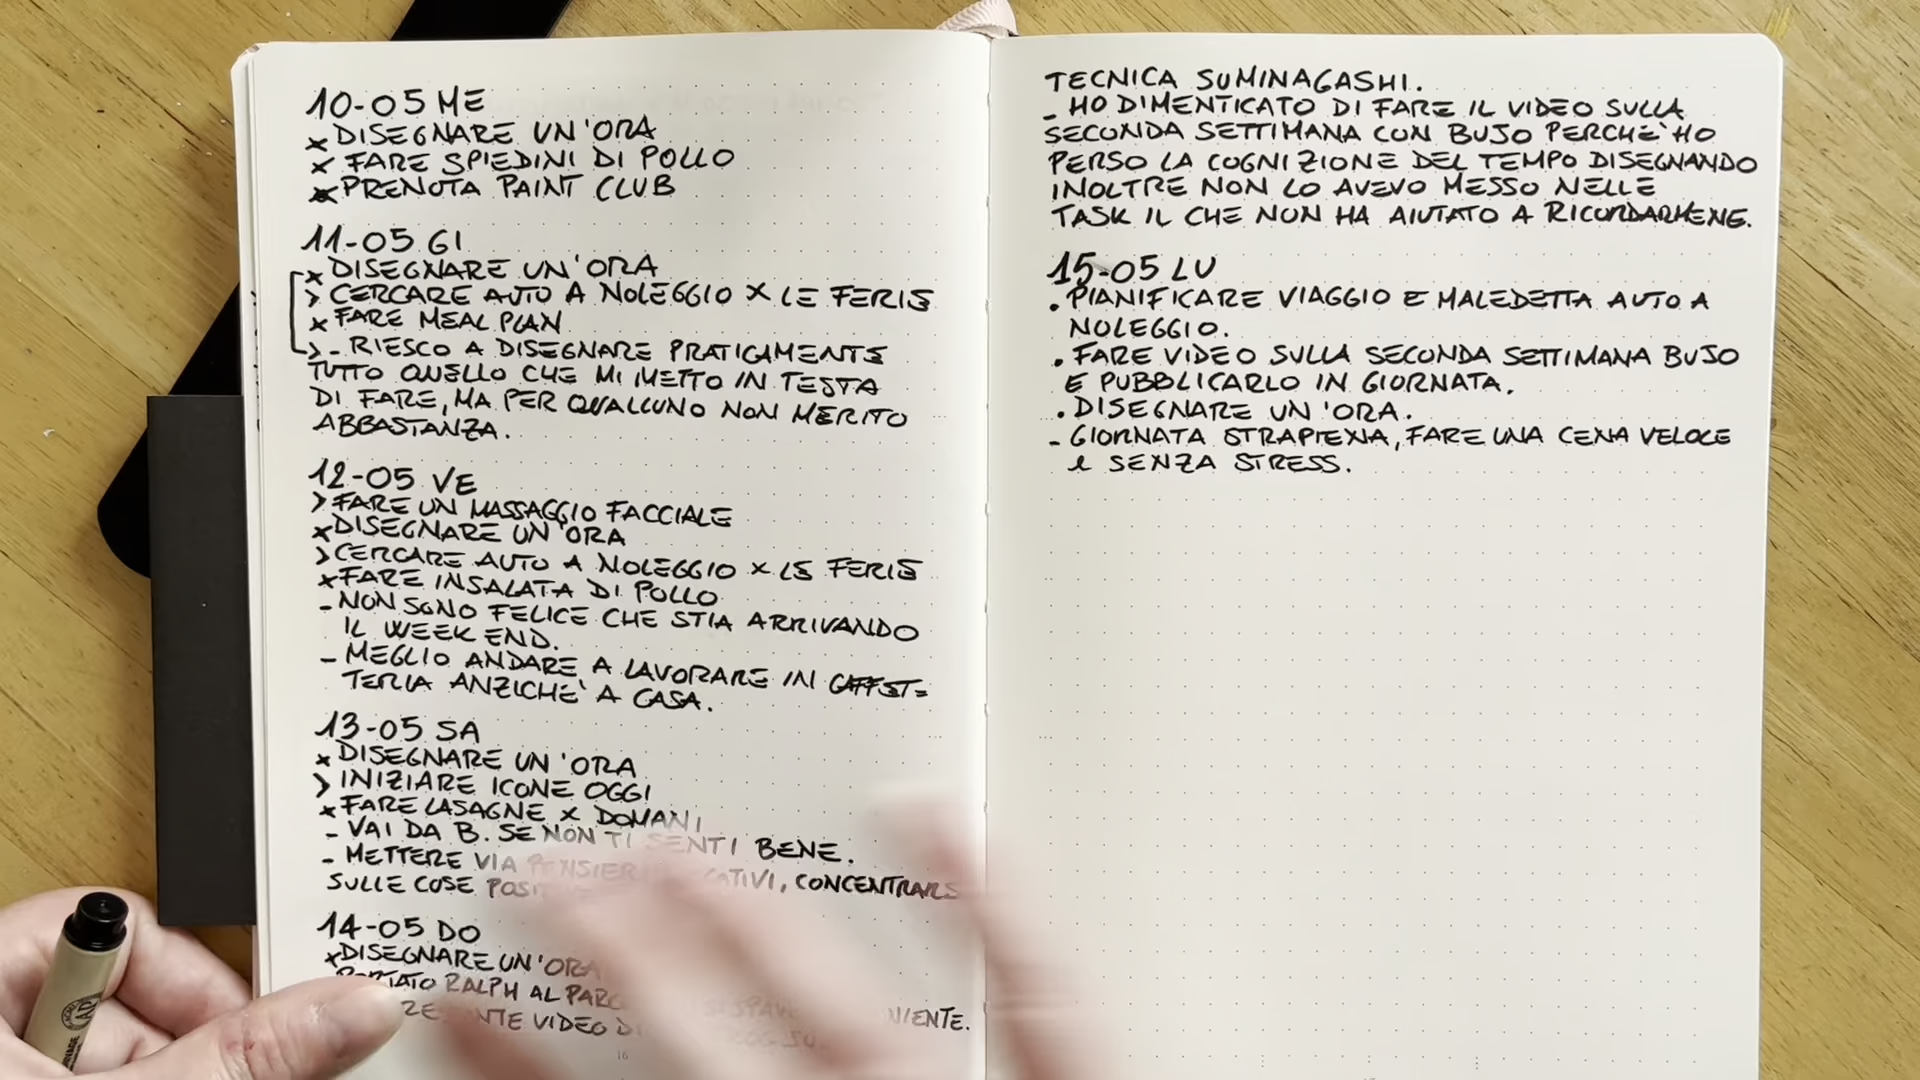 10-05 ME
x DISEGNARE UN'ORA
x FARE SPIEDINI DI POLLO
x PRENOTA PAINT CLUB
11-05 GI
x DISEGNARE UN'ORA
> CERCARE AUTO A NOLEGGIO X LE FERIE
x FARE MEAL PLAN
> - RIESCO A DISEGNARE PRATICAMENTE
TUTTO QUELLO CHE MI METTO IN TESTA
DI FARE, MA PER QUALCUNO NON MERITO
ABBASTANZA.
12-05 VE
> FARE UN MASSAGGIO FACCIALE
x DISEGNARE UN'ORA
> CERCARE AUTO A NOLEGGIO X LE FERIE
x FARE INSALATA DI POLLO
- NON SONO FELICE CHE STIA ARRIVANDO
IL WEEK END.
- MEGLIO ANDARE A LAVORARE IN CAFFET=
TERIA ANZICHE' A CASA.
13-05 SA
x DISEGNARE UN'ORA
> INIZIARE ICONE OGGI
x FARE LASAGNE X DOMANI
- VAI DA B. SE NON TI SENTI BENE.
- METTERE VIA PENSIERI NEGATIVI, CONCENTRARS
SULLE COSE
14-05 DO
x DISEGNARE UN'ORA
PORTATO RALPH AL PARCO NIENTE.
VIDEO
16
TECNICA SUMINAGASHI.
- HO DIMENTICATO DI FARE IL VIDEO SULLA
SECONDA SETTIMANA CON BUJO PERCHE' HO
PERSO LA COGNIZIONE DEL TEMPO DISEGNANDO
INOLTRE NON LO AVEVO MESSO NELLE
TASK IL CHE NON HA AIUTATO A RICORDARMENE.
15-05 LU
. PIANIFICARE VIAGGIO E MALEDETTA AUTO A
NOLEGGIO.
. FARE VIDEO SULLA SECONDA SETTIMANA BUJO
E PUBBLICARLO IN GIORNATA.
. DISEGNARE UN'ORA.
- GIORNATA STRAPIENA, FARE UNA CENA VELOCE
e SENZA STRESS.